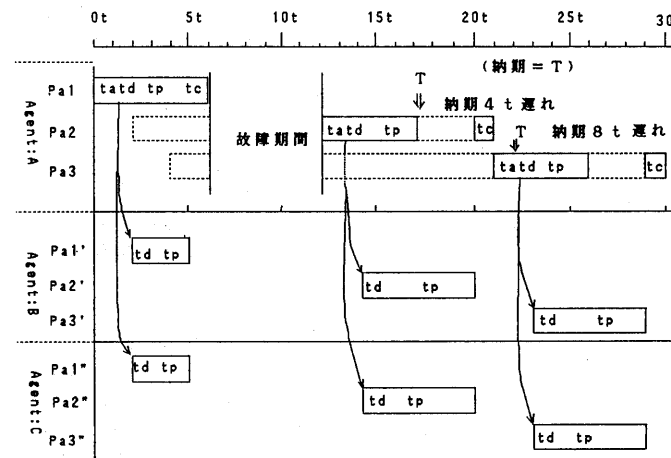 0t 5t 10t 15t 20t 25t 30
T (納期=T)
Pa1 tatd tp tc
納期4t遅れ
Agent:A
Pa2 故障期間 tatd tp tc T 納期8t遅れ
Pa3 tatd tp tc
Pa1' td tp
Agent:B
Pa2' td tp
Pa3' td tp
Pa1" td tp
Agent:C
Pa2" td tp
Pa3" td tp